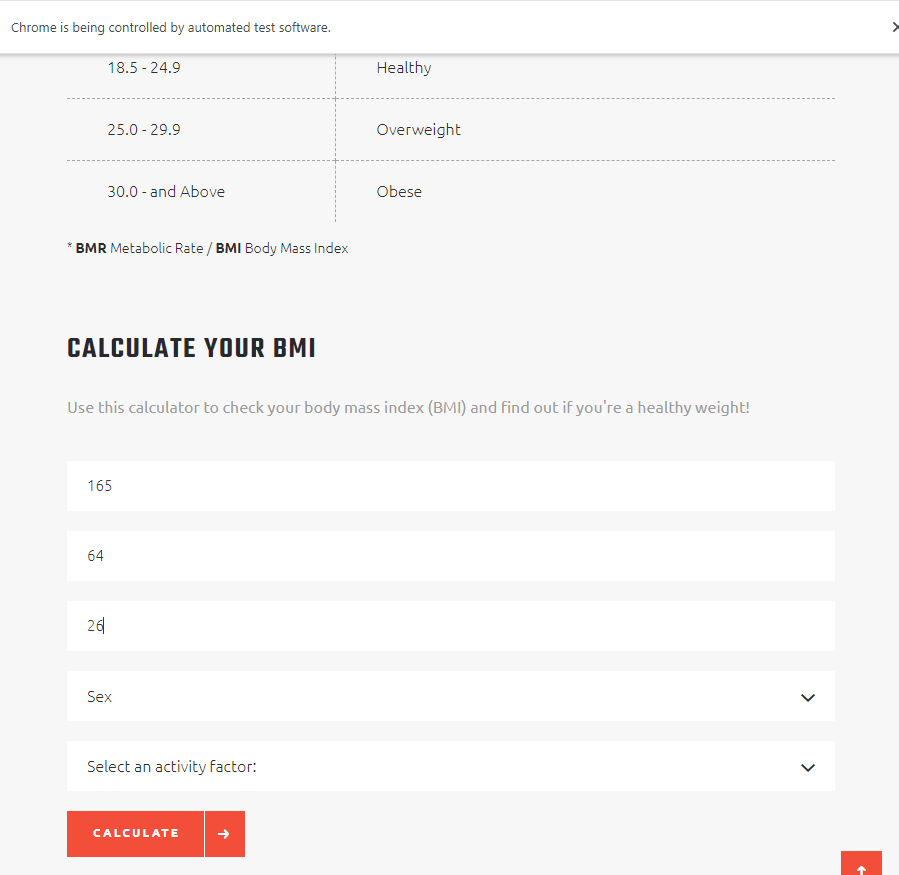 Chrome is being controlled by automated test software.
18.5 - 24.9 Healthy
25.0 - 29.9 Overweight
30.0 - and Above Obese
* BMR Metabolic Rate / BMI Body Mass Index
CALCULATE YOUR BMI
Use this calculator to check your body mass index (BMI) and find out if you're a healthy weight!
165
64
26
Sex
Select an activity factor:
CALCULATE